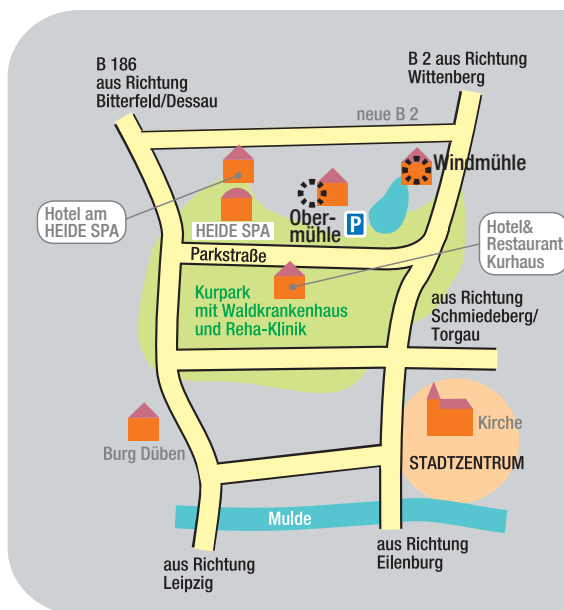 B 186
aus Richtung
Bitterfeld/Dessau
B 2 aus Richtung
Wittenberg
neue B 2
Windmühle
Hotel am
HEIDE SPA
HEIDE SPA
Ober-
mühle
P
Hotel&
Restaurant
Kurhaus
Parkstraße
Kurpark
mit Waldkrankenhaus
und Reha-Klinik
aus Richtung
Schmiedeberg/
Torgau
Burg Düben
Kirche
STADTZENTRUM
Mulde
aus Richtung
Leipzig
aus Richtung
Eilenburg